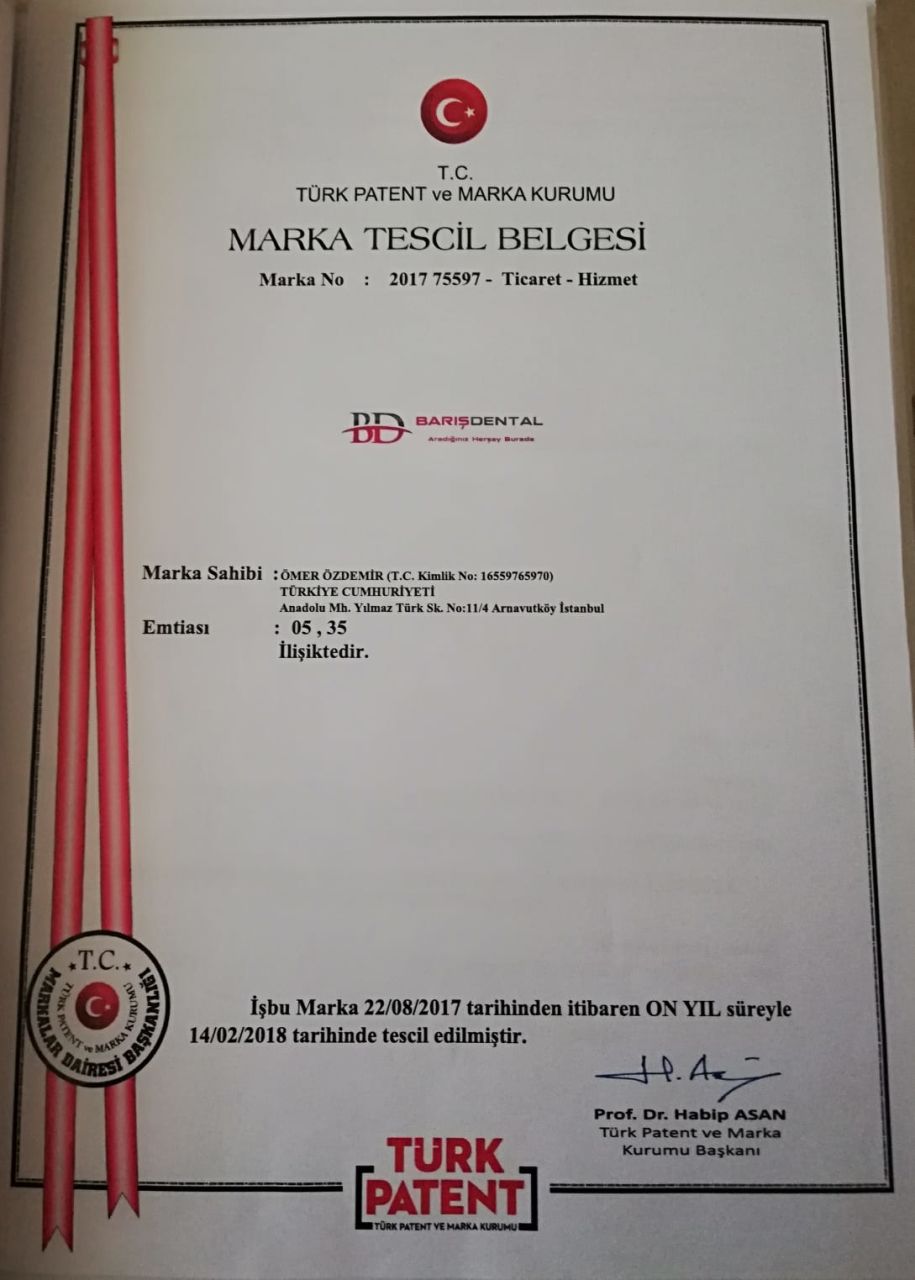 T.C.
TÜRK PATENT ve MARKA KURUMU
MARKA TESCİL BELGESİ
Marka No : 2017 75597 - Ticaret - Hizmet
BD BARIŞDENTAL
Aradığınız Herşey Burada
Marka Sahibi : ÖMER ÖZDEMİR (T.C. Kimlik No: 16559765970)
TÜRKİYE CUMHURİYETİ
Anadolu Mh. Yılmaz Türk Sk. No:11/4 Arnavutköy İstanbul
Emtiası : 05 , 35
İlişiktedir.
T.C.
TÜRK PATENT ve MARKA KURUMU
MARKALAR DAİRESİ BAŞKANLIĞI
İşbu Marka 22/08/2017 tarihinden itibaren ON YIL süreyle
14/02/2018 tarihinde tescil edilmiştir.
H. Asan
Prof. Dr. Habip ASAN
Türk Patent ve Marka
Kurumu Başkanı
TÜRK
PATENT
TÜRK PATENT VE MARKA KURUMU